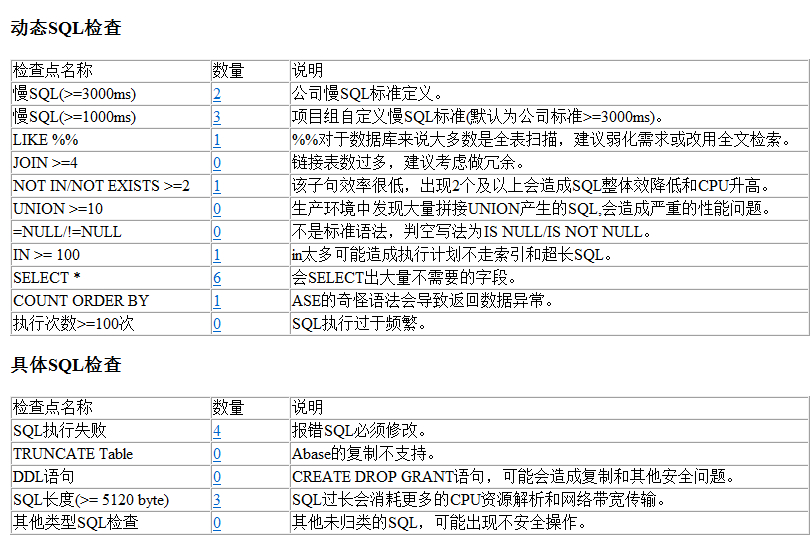 动态SQL检查
检查点名称 数量 说明
慢SQL(>=3000ms) 2 公司慢SQL标准定义。
慢SQL(>=1000ms) 3 项目组自定义慢SQL标准(默认为公司标准>=3000ms)。
LIKE %% 1 %%对于数据库来说大多数是全表扫描，建议弱化需求或改用全文检索。
JOIN >=4 0 链接表数过多，建议考虑做冗余。
NOT IN/NOT EXISTS >=2 1 该子句效率很低，出现2个及以上会造成SQL整体效降低和CPU升高。
UNION >=10 0 生产环境中发现大量拼接UNION产生的SQL,会造成严重的性能问题。
=NULL/!=NULL 0 不是标准语法，判空写法为IS NULL/IS NOT NULL。
IN >= 100 1 in太多可能造成执行计划不走索引和超长SQL。
SELECT * 6 会SELECT出大量不需要的字段。
COUNT ORDER BY 1 ASE的奇怪语法会导致返回数据异常。
执行次数>=100次 0 SQL执行过于频繁。
具体SQL检查
检查点名称 数量 说明
SQL执行失败 4 报错SQL必须修改。
TRUNCATE Table 0 Abase的复制不支持。
DDL语句 0 CREATE DROP GRANT语句，可能会造成复制和其他安全问题。
SQL长度(>= 5120 byte) 3 SQL过长会消耗更多的CPU资源解析和网络带宽传输。
其他类型SQL检查 0 其他未归类的SQL，可能出现不安全操作。